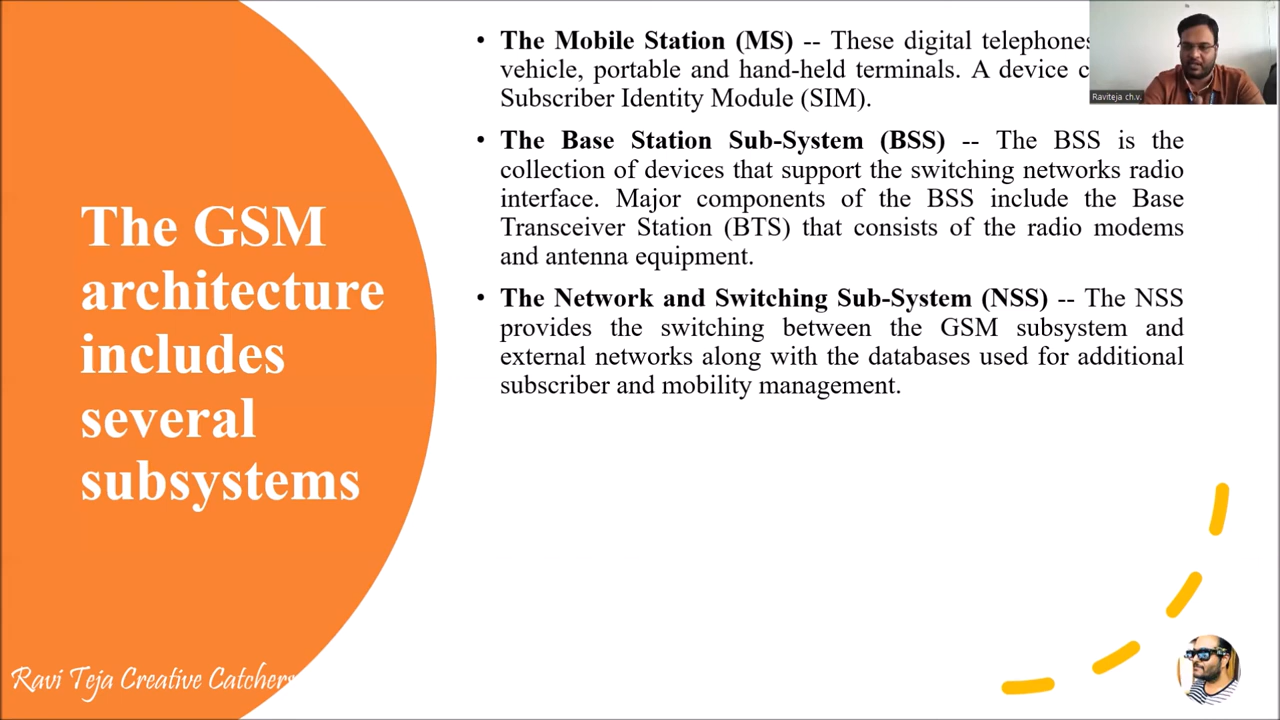 The GSM
architecture
includes
several
subsystems
• The Mobile Station (MS) -- These digital telephones
vehicle, portable and hand-held terminals. A device
Subscriber Identity Module (SIM).
• The Base Station Sub-System (BSS) -- The BSS is the
collection of devices that support the switching networks radio
interface. Major components of the BSS include the Base
Transceiver Station (BTS) that consists of the radio modems
and antenna equipment.
• The Network and Switching Sub-System (NSS) -- The NSS
provides the switching between the GSM subsystem and
external networks along with the databases used for additional
subscriber and mobility management.
Raviteja ch.v.
Ravi Teja Creative Catchers